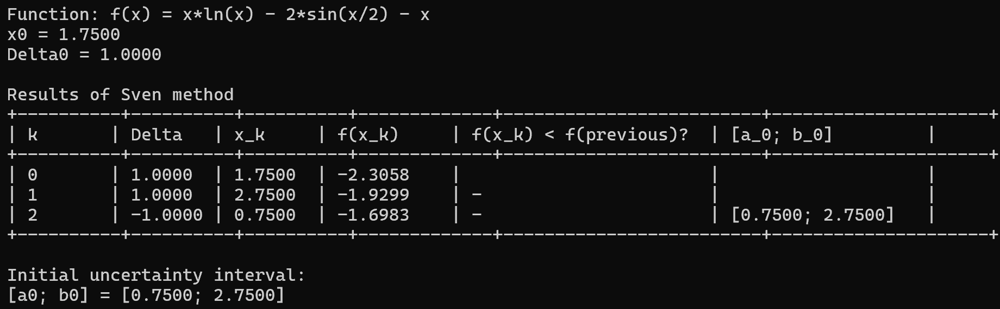 Function: f(x) = x*ln(x) - 2*sin(x/2) - x
x0 = 1.7500
Delta0 = 1.0000
Results of Sven method
+----------+----------+----------+-------------+-------------------------+---------------------+
| k | Delta | x_k | f(x_k) | f(x_k) < f(previous)? | [a_0; b_0] |
+----------+----------+----------+-------------+-------------------------+---------------------+
| 0 | 1.0000 | 1.7500 | -2.3058 | | |
| 1 | 1.0000 | 2.7500 | -1.9299 | - | |
| 2 | -1.0000 | 0.7500 | -1.6983 | - | [0.7500; 2.7500] |
+----------+----------+----------+-------------+-------------------------+---------------------+
Initial uncertainty interval:
[a0; b0] = [0.7500; 2.7500]